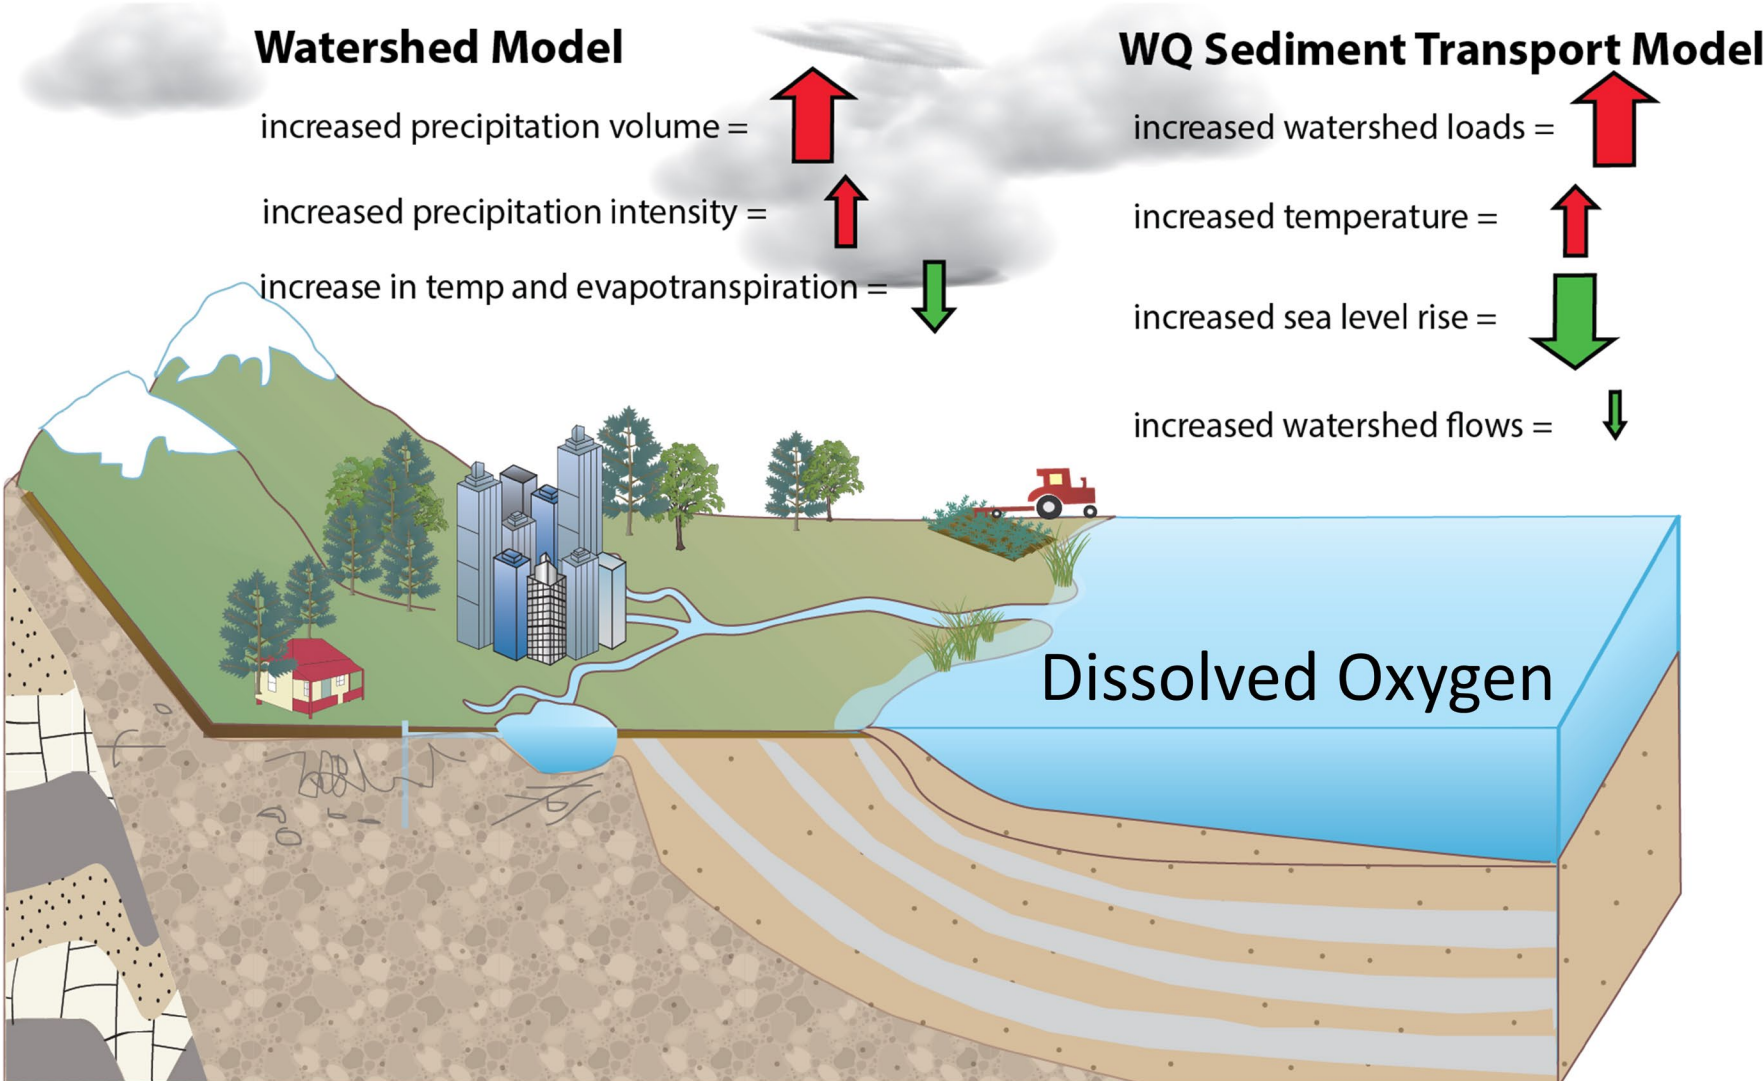 Watershed Model
increased precipitation volume =
increased precipitation intensity =
increase in temp and evapotranspiration =
WQ Sediment Transport Model
increased watershed loads =
increased temperature =
increased sea level rise =
increased watershed flows =
Dissolved Oxygen